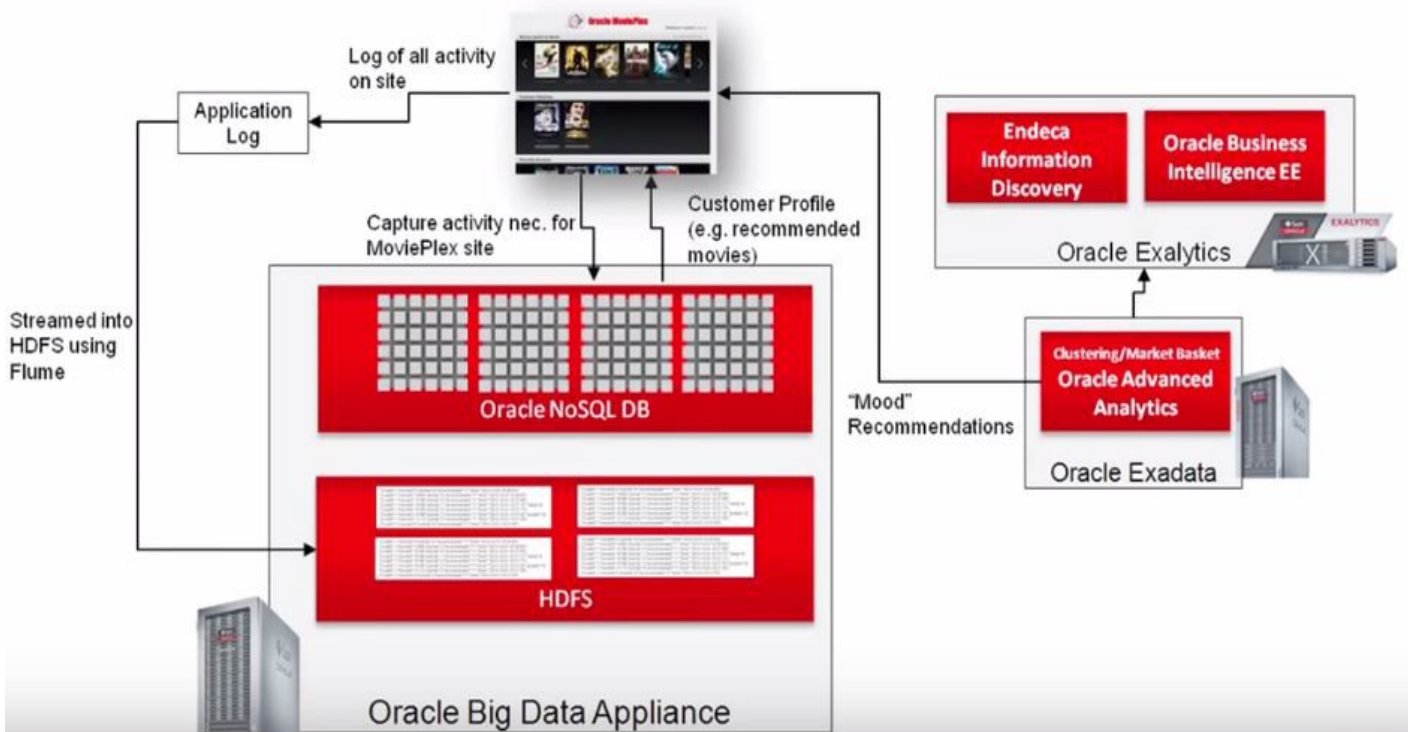 Oracle MoviePlex
Log of all activity
on site
Application
Log
Endeca
Information
Discovery
Oracle Business
Intelligence EE
EXALYTICS
X
Oracle Exalytics
Capture activity nec. for
MoviePlex site
Customer Profile
(e.g. recommended
movies)
Streamed into
HDFS using
Flume
Oracle NoSQL DB
"Mood"
Recommendations
Clustering/Market Basket
Oracle Advanced
Analytics
Oracle Exadata
HDFS
Oracle Big Data Appliance